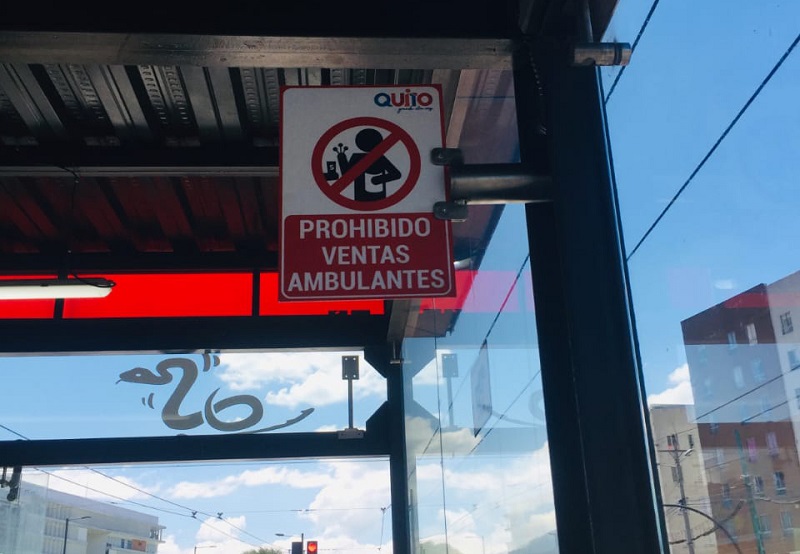 QUITO
PROHIBIDO
VENTAS
AMBULANTES